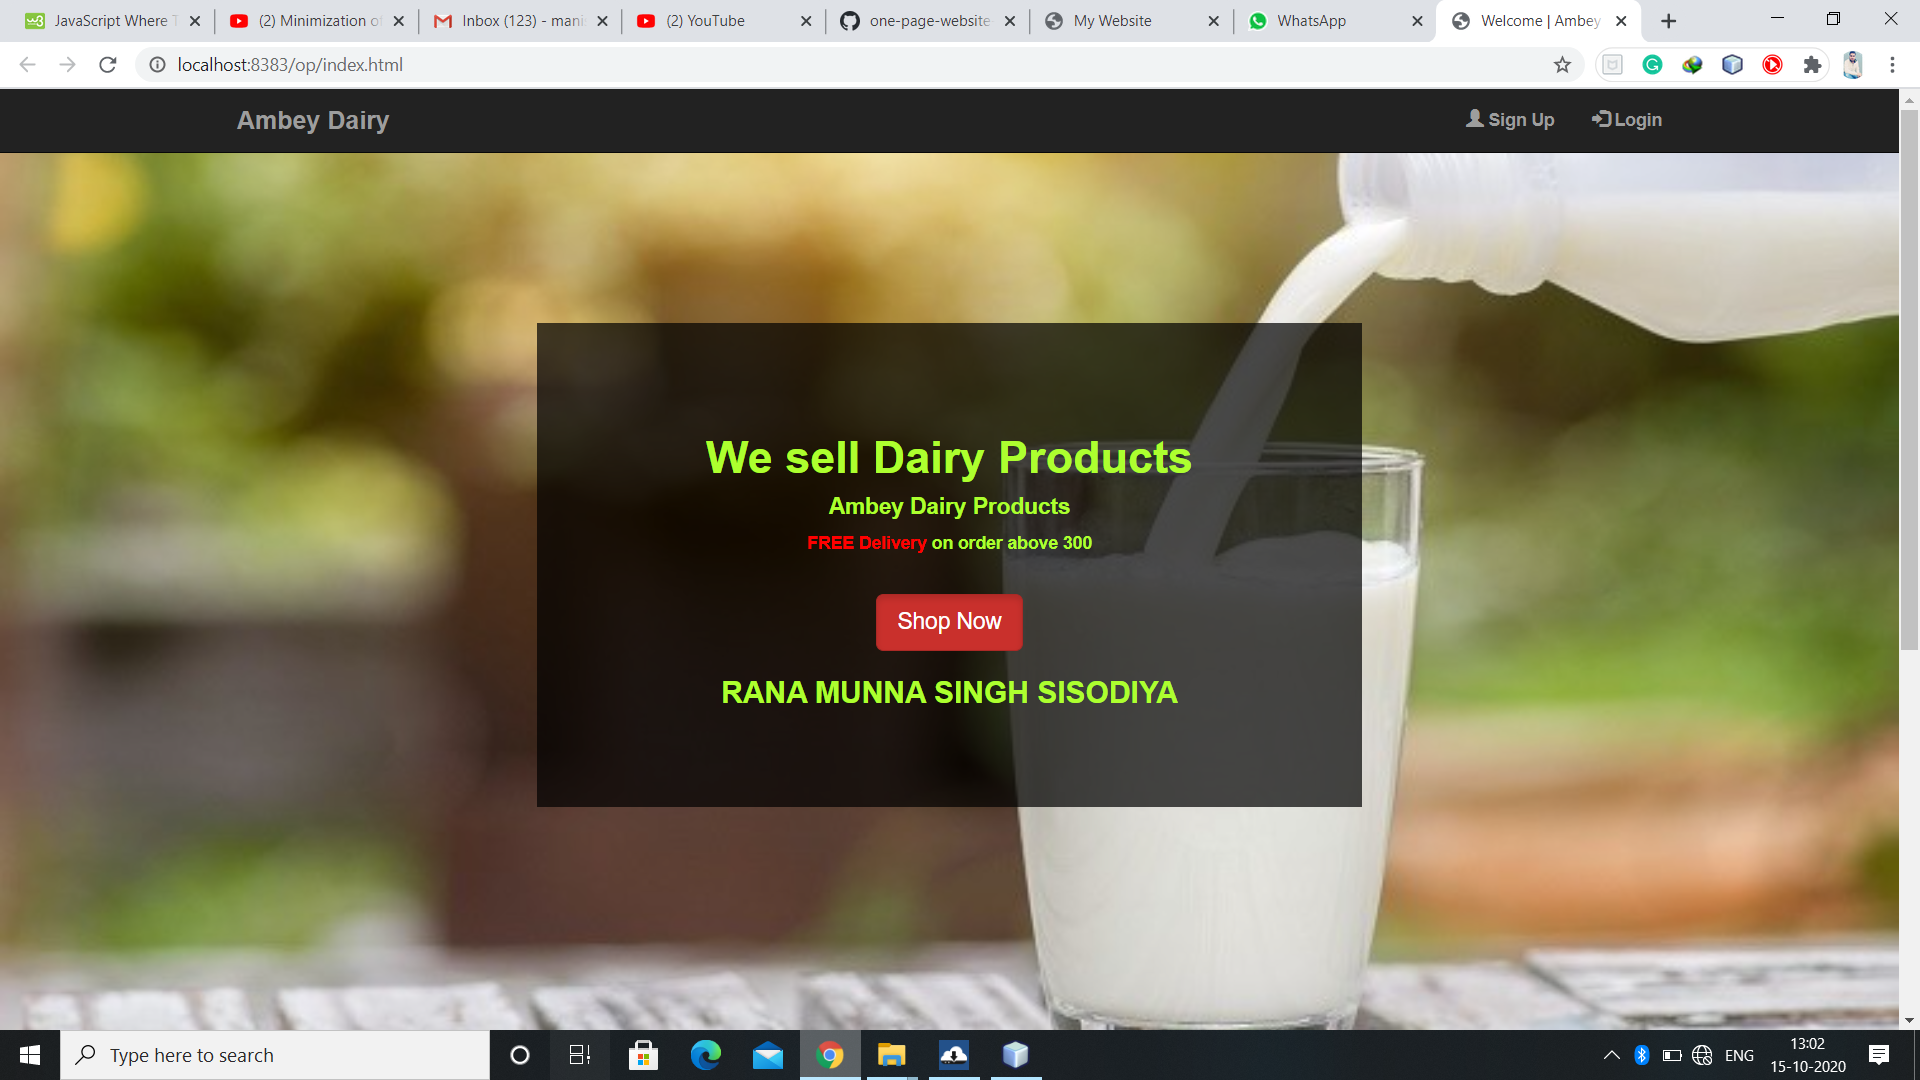 JavaScript Where T
(2) Minimization o
Inbox (123) - mani
(2) YouTube
one-page-website
My Website
WhatsApp
Welcome | Ambey
localhost:8383/op/index.html
Ambey Dairy
Sign Up
Login
We sell Dairy Products
Ambey Dairy Products
FREE Delivery on order above 300
Shop Now
RANA MUNNA SINGH SISODIYA
Type here to search
ENG
13:02
15-10-2020